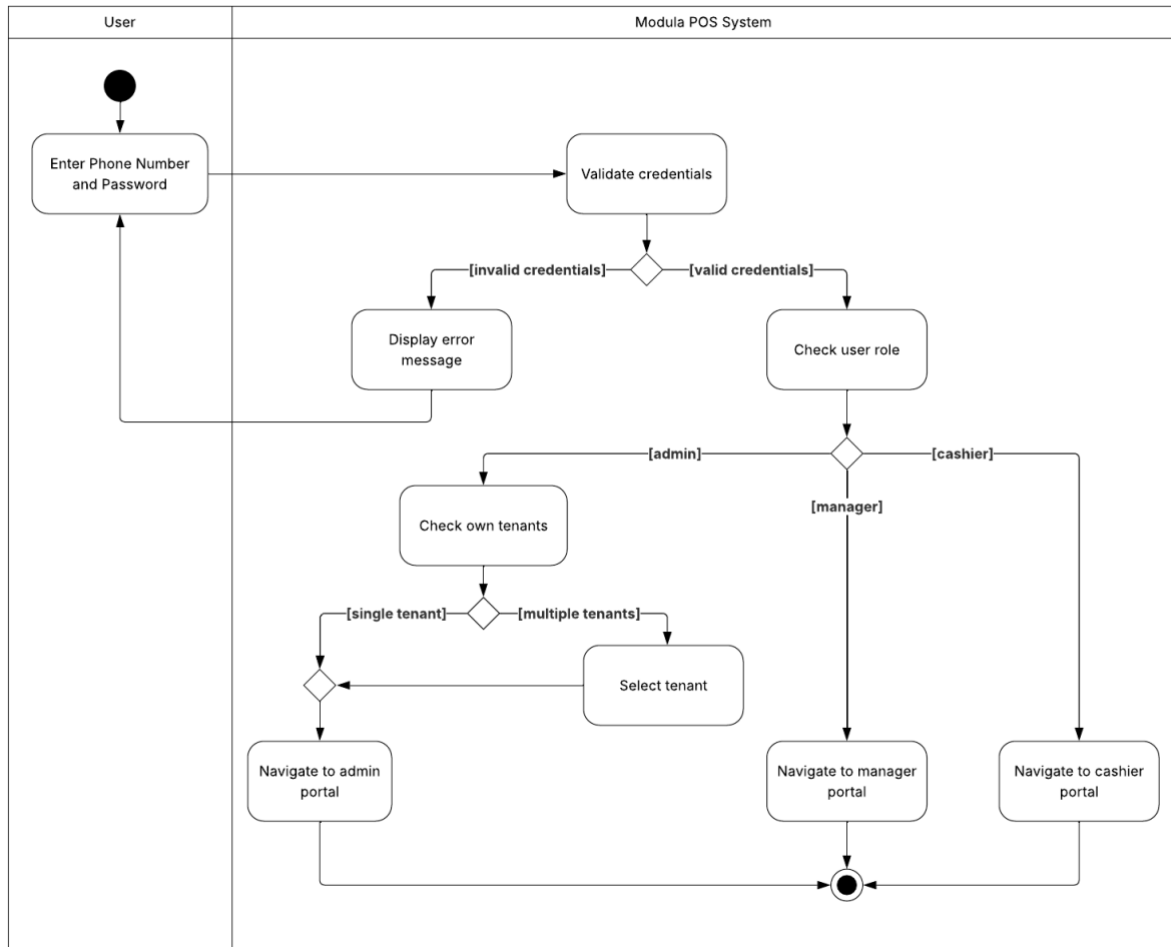 User
Modula POS System
Enter Phone Number
and Password
Validate credentials
[invalid credentials]
[valid credentials]
Display error
message
Check user role
[admin]
[cashier]
[manager]
Check own tenants
[single tenant]
[multiple tenants]
Select tenant
Navigate to admin
portal
Navigate to manager
portal
Navigate to cashier
portal